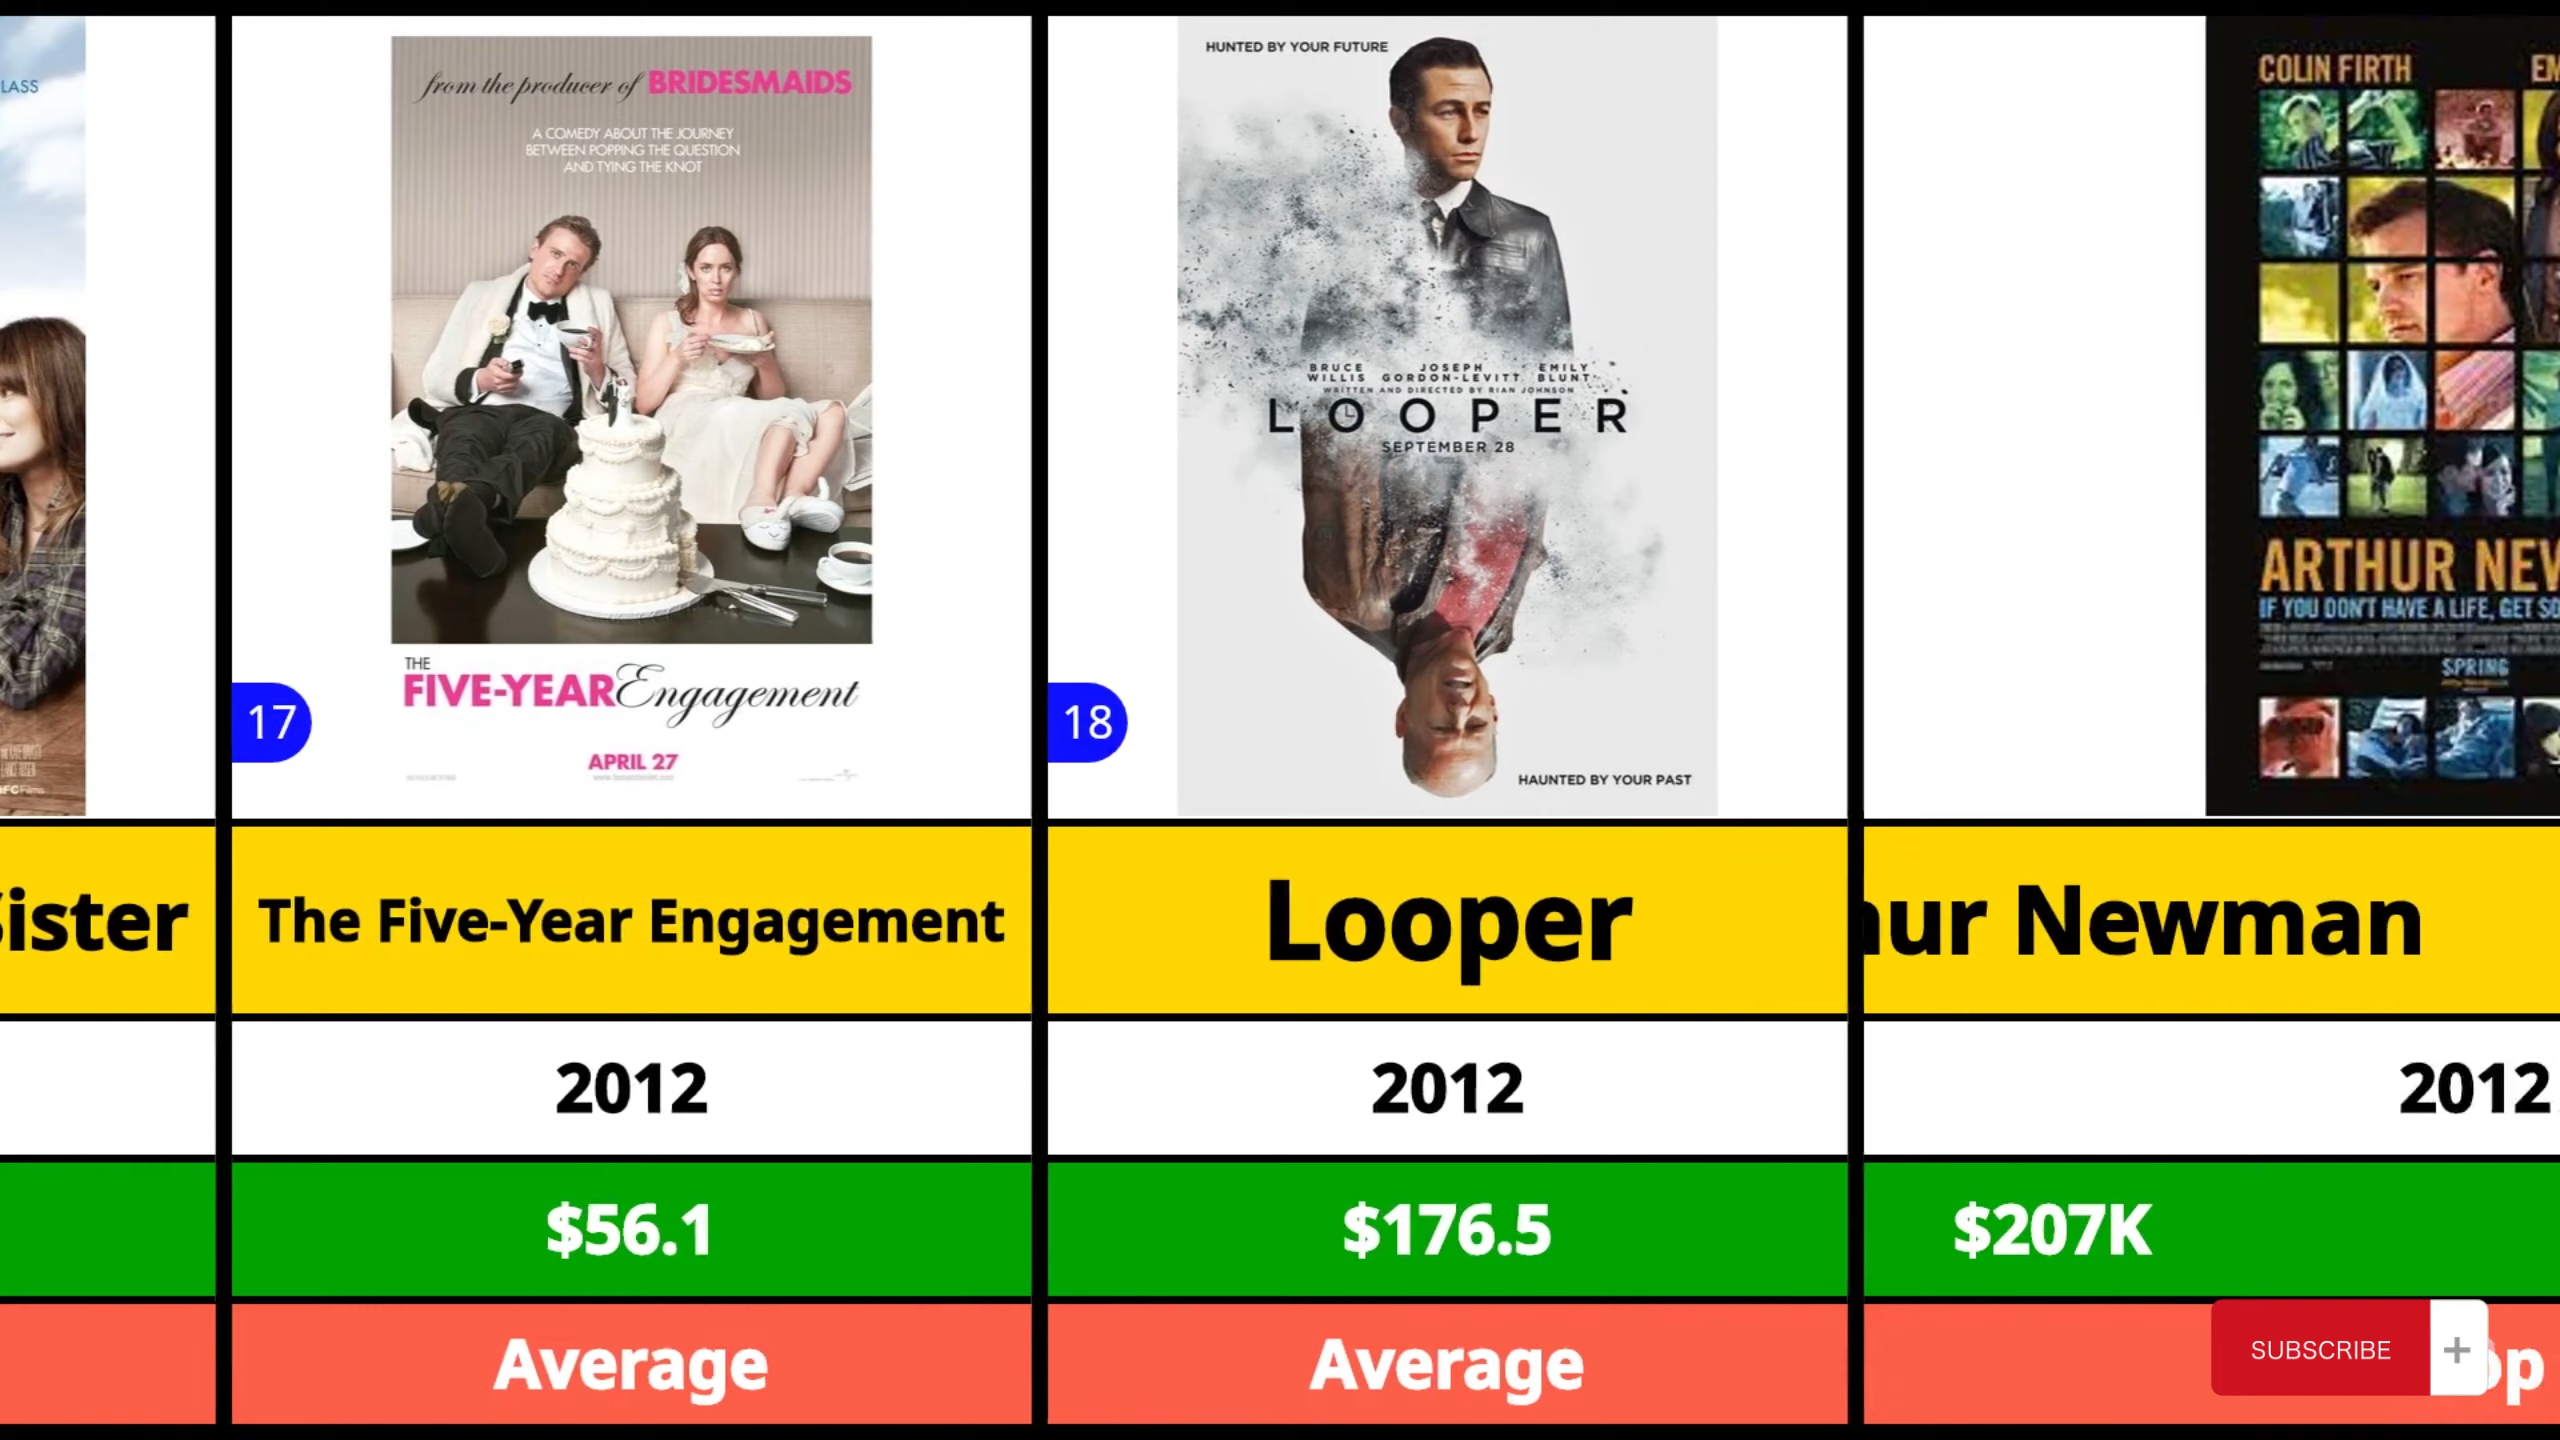 LASS
FC Films
ister
from the producer of BRIDESMAIDS
A COMEDY ABOUT THE JOURNEY
BETWEEN POPPING THE QUESTION
AND TYING THE KNOT
THE
FIVE-YEAR Engagement
APRIL 27
17
The Five-Year Engagement
2012
$56.1
Average
HUNTED BY YOUR FUTURE
BRUCE WILLIS JOSEPH GORDON-LEVITT EMILY BLUNT
WRITTEN AND DIRECTED BY RIAN JOHNSON
LOOPER
SEPTEMBER 28
HAUNTED BY YOUR PAST
18
Looper
2012
$176.5
Average
COLIN FIRTH EM
ARTHUR NEW
IF YOU DON'T HAVE A LIFE, GET SO
SPRING
hur Newman
2012
$207K
SUBSCRIBE +
op